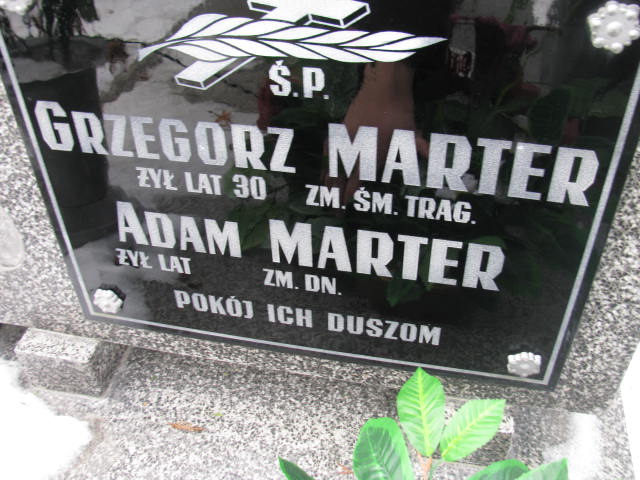 Ś.P.
GRZEGORZ MARTER
ŻYŁ LAT 30 ZM. ŚM. TRAG.
ADAM MARTER
ŻYŁ LAT ZM. DN.
POKÓJ ICH DUSZOM